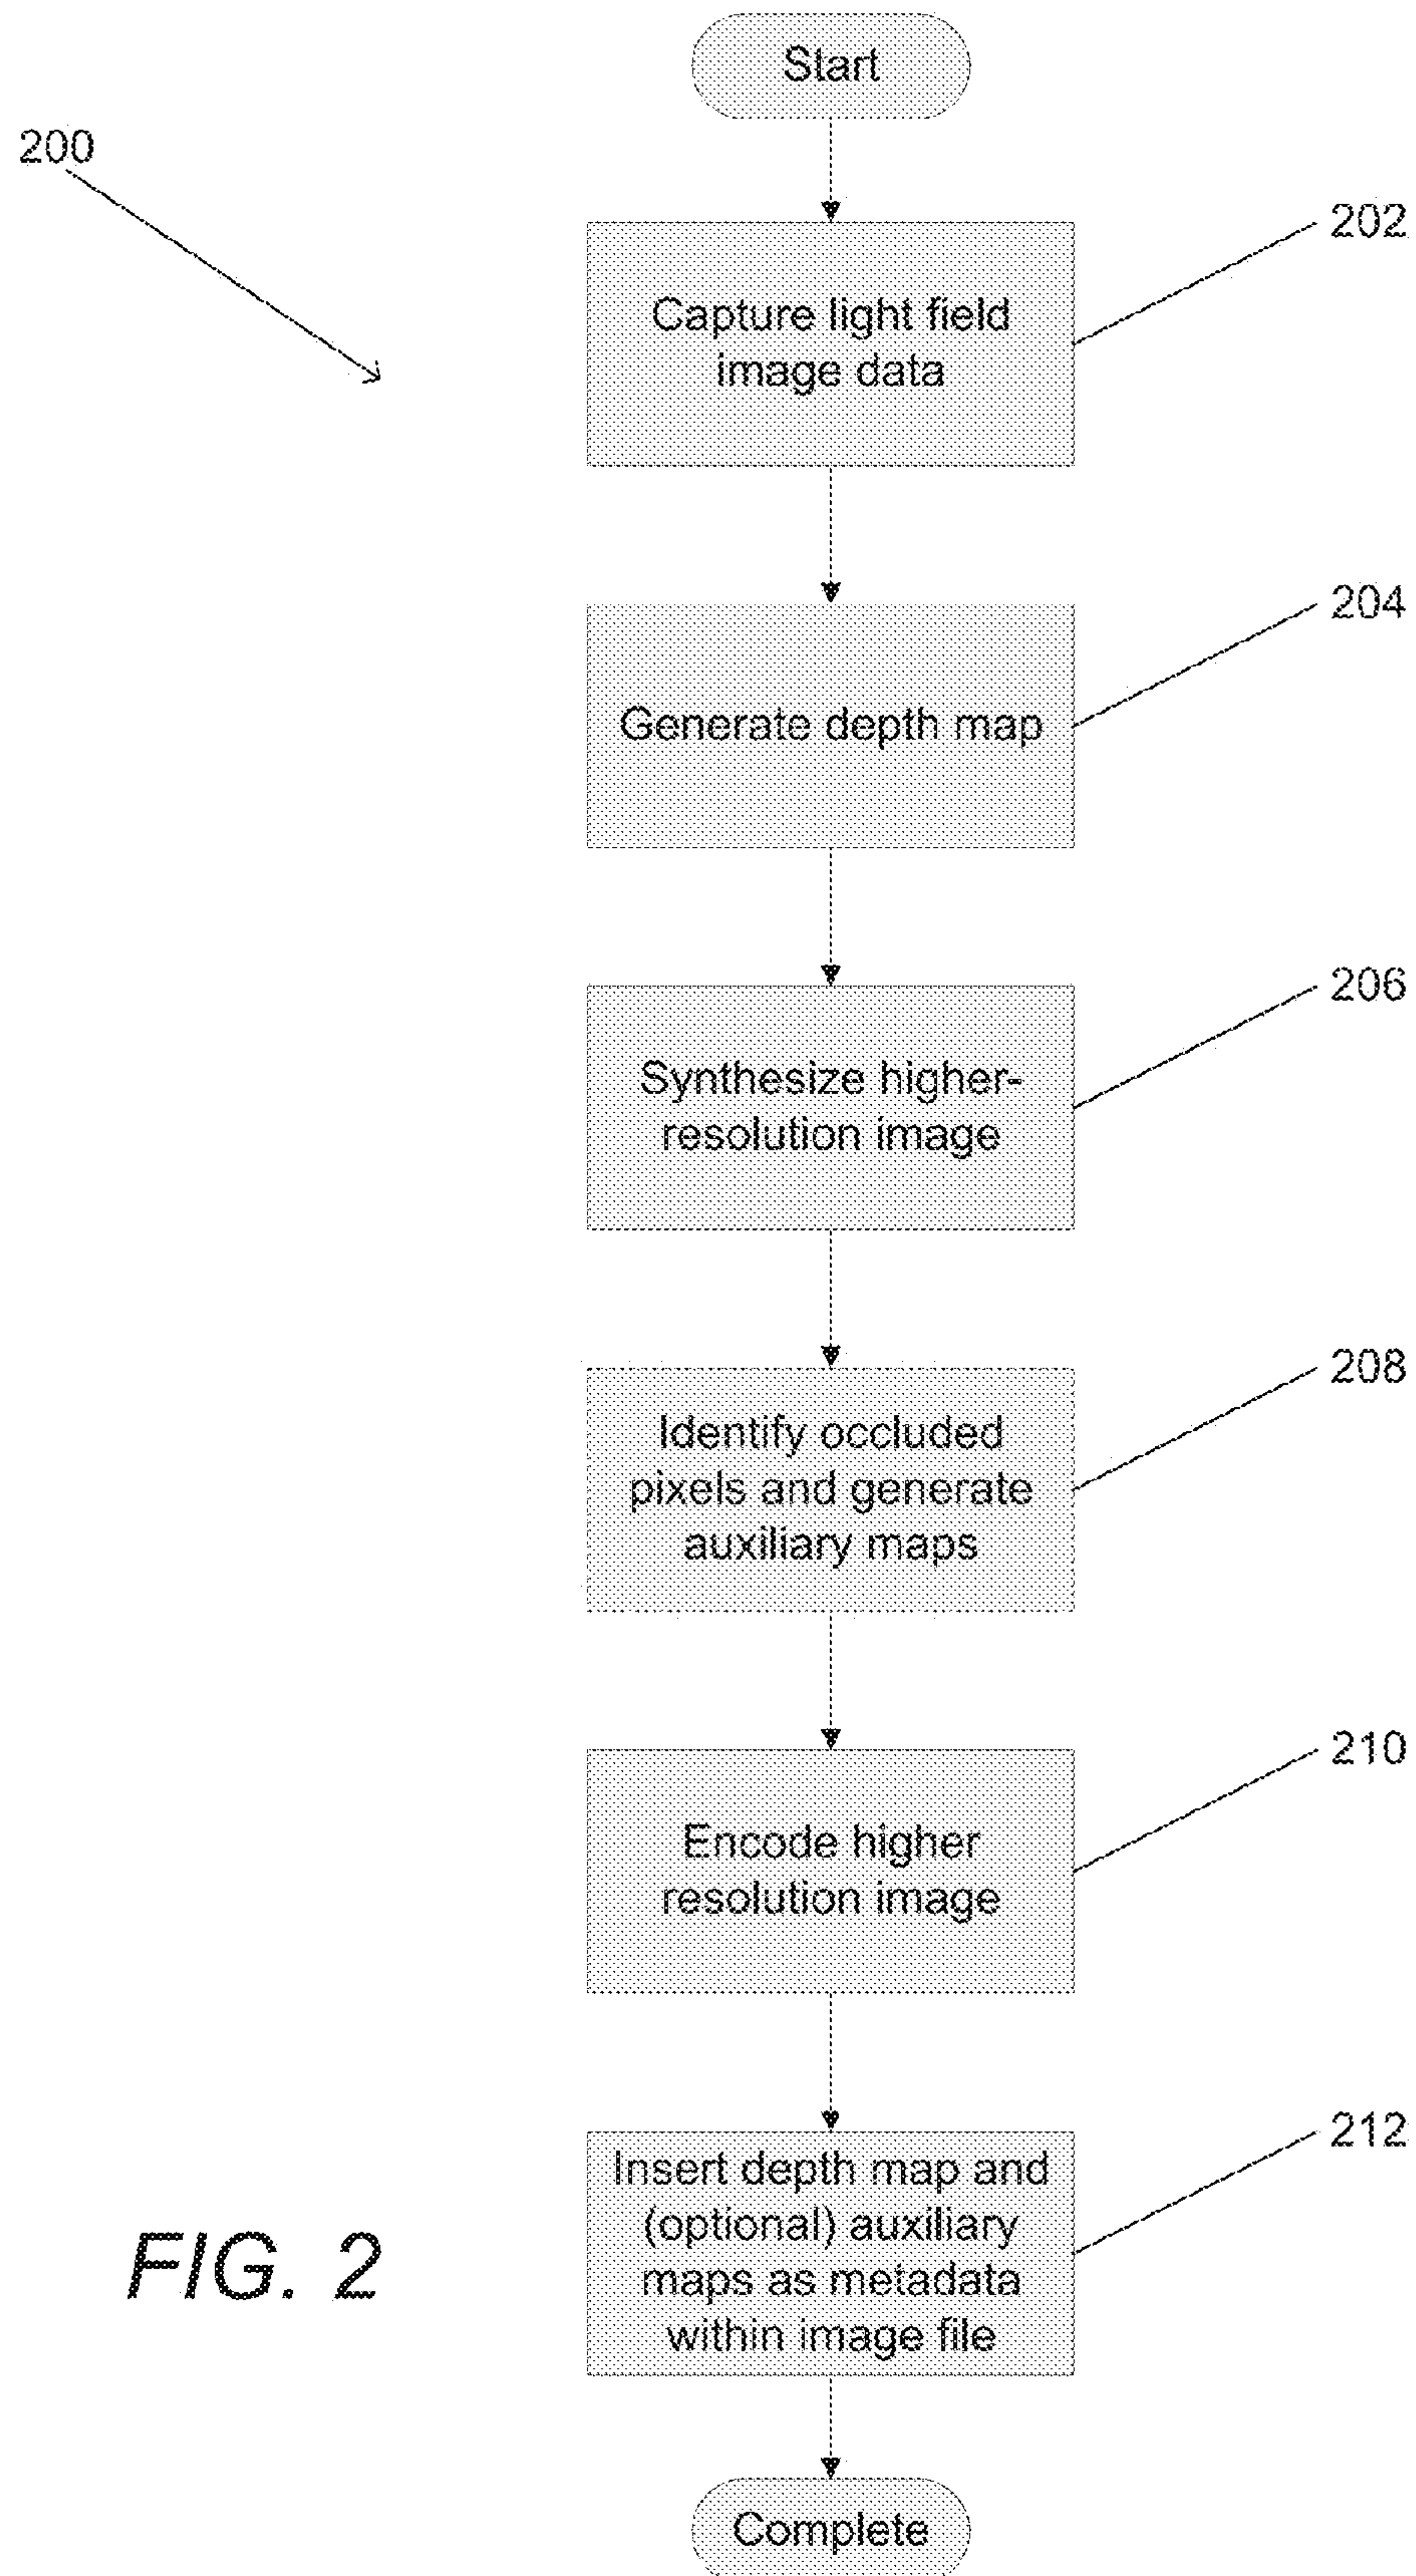 Start
200
202
Capture light field
image data
204
Generate depth map
206
Synthesize higher-
resolution image
208
Identify occluded
pixels and generate
auxiliary maps
210
Encode higher
resolution image
212
Insert depth map and
(optional) auxiliary
maps as metadata
within image file
FIG. 2
Complete